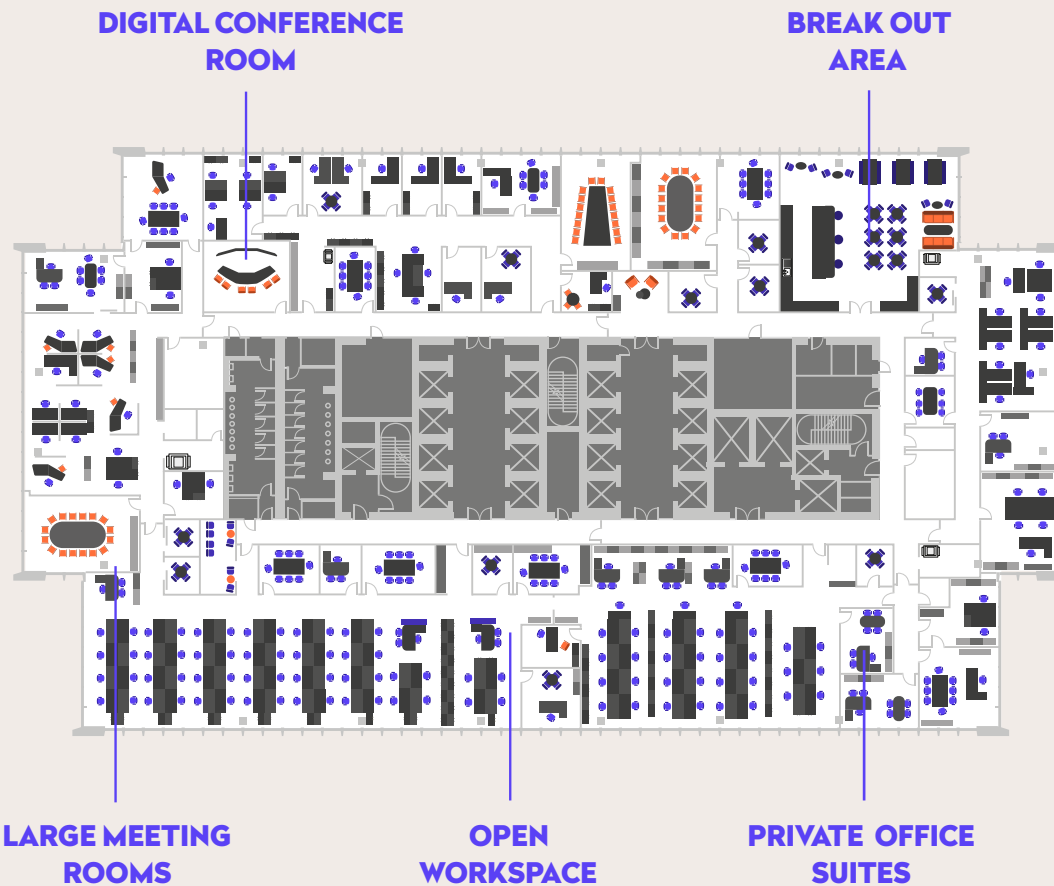 DIGITAL CONFERENCE
ROOM
BREAK OUT
AREA
LARGE MEETING
ROOMS
OPEN
WORKSPACE
PRIVATE OFFICE
SUITES